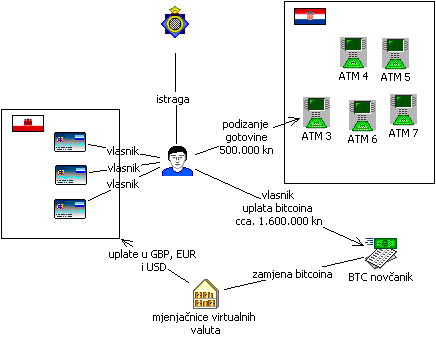 istraga
podizanje
gotovine
500.000 kn
ATM 4
ATM 5
ATM 3
ATM 6
ATM 7
vlasnik
vlasnik
vlasnik
vlasnik
uplata bitcoina
cca. 1.600.000 kn
uplate u GBP, EUR
i USD
zamjena bitcoina
BTC novčanik
mjenjačnice virtualnih
valuta